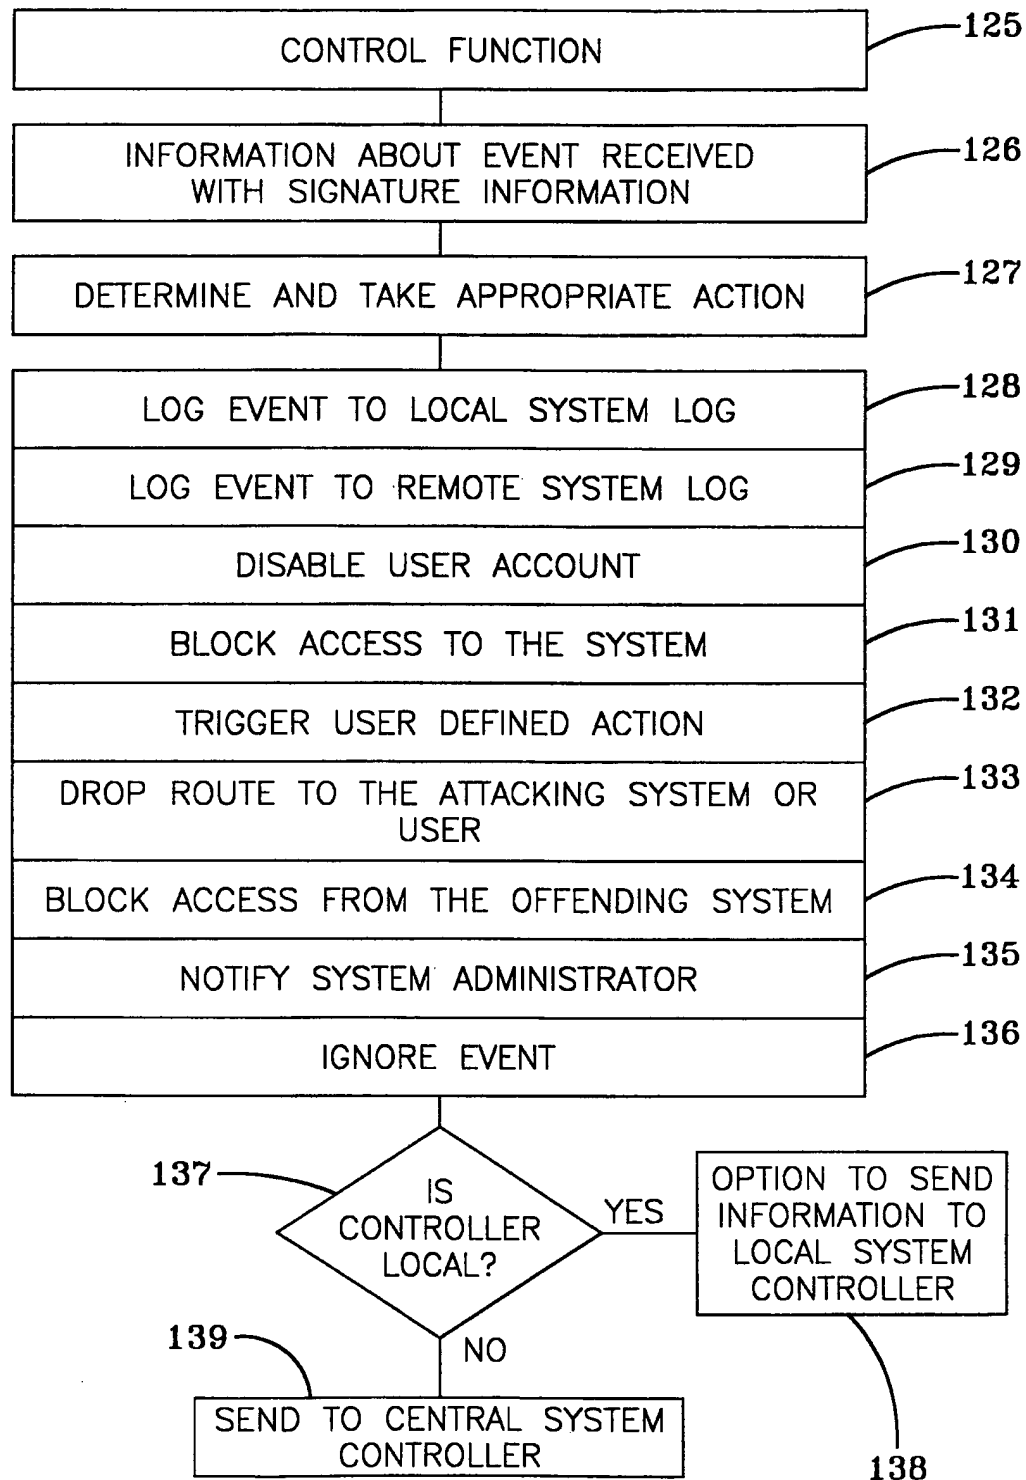 CONTROL FUNCTION
125
INFORMATION ABOUT EVENT RECEIVED
WITH SIGNATURE INFORMATION
126
DETERMINE AND TAKE APPROPRIATE ACTION
127
LOG EVENT TO LOCAL SYSTEM LOG
128
LOG EVENT TO REMOTE SYSTEM LOG
129
DISABLE USER ACCOUNT
130
BLOCK ACCESS TO THE SYSTEM
131
TRIGGER USER DEFINED ACTION
132
DROP ROUTE TO THE ATTACKING SYSTEM OR
USER
133
BLOCK ACCESS FROM THE OFFENDING SYSTEM
134
NOTIFY SYSTEM ADMINISTRATOR
135
IGNORE EVENT
136
137
IS
CONTROLLER
LOCAL?
YES
OPTION TO SEND
INFORMATION TO
LOCAL SYSTEM
CONTROLLER
138
NO
139
SEND TO CENTRAL SYSTEM
CONTROLLER